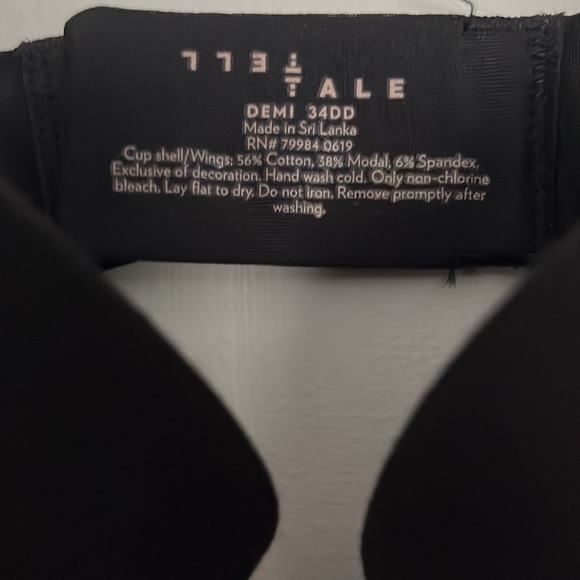 TELL TALE
DEMI 34DD
Made in Sri Lanka
RN# 79984 0619
Cup shell/Wings: 56% Cotton, 38% Modal, 6% Spandex,
Exclusive of decoration. Hand wash cold. Only non-chlorine
bleach. Lay flat to dry. Do not Iron. Remove promptly after
washing.